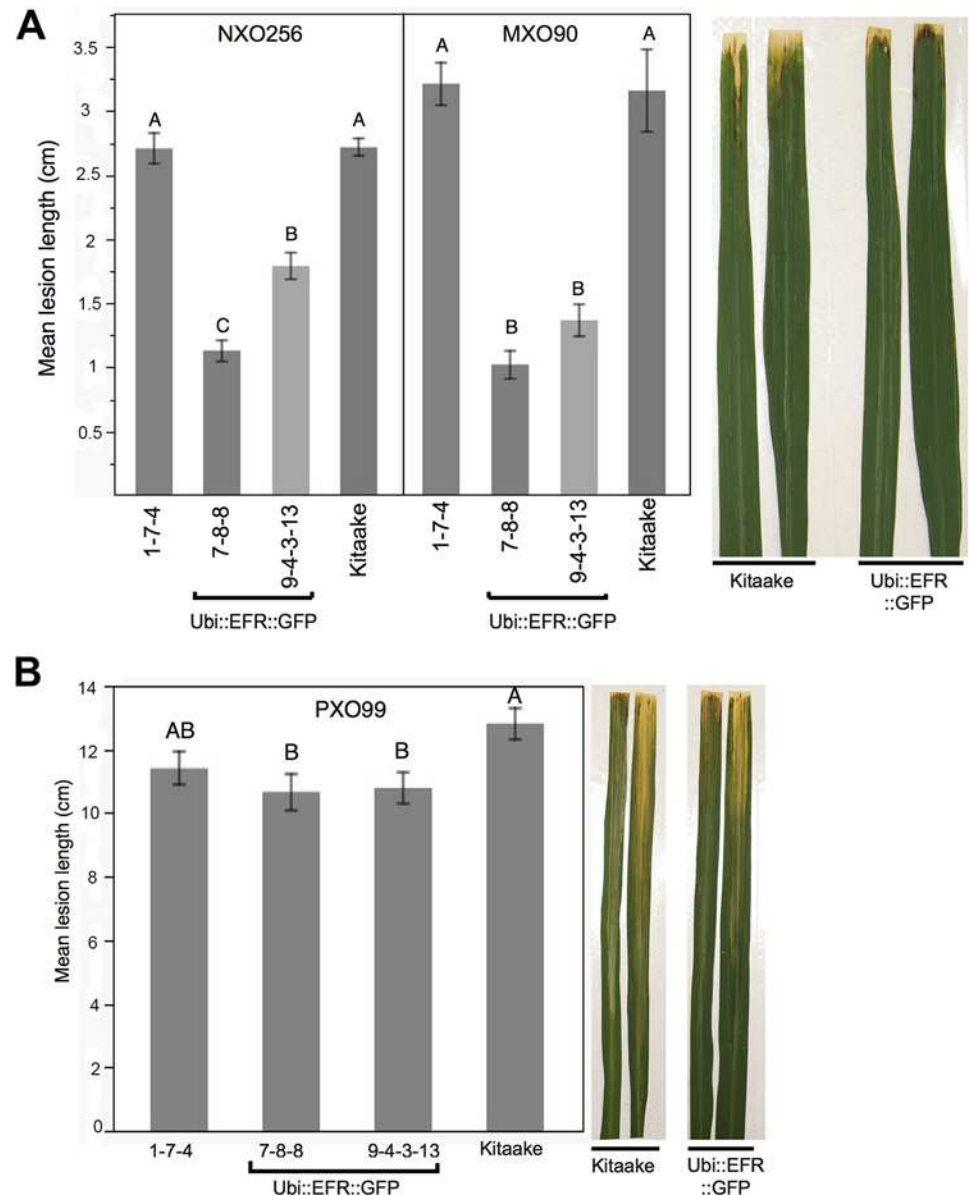 A
NXO256
MXO90
Mean lesion length (cm)
3.5
3
2.5
2
1.5
1
0.5
A
C
B
A
A
B
B
A
1-7-4
7-8-8
9-4-3-13
Kitaake
1-7-4
7-8-8
9-4-3-13
Kitaake
Ubi::EFR::GFP
Ubi::EFR::GFP
Kitaake
Ubi::EFR
::GFP
B
PXO99
Mean lesion length (cm)
14
12
10
8
6
4
2
0
AB
B
B
A
1-7-4
7-8-8
9-4-3-13
Kitaake
Ubi::EFR::GFP
Kitaake
Ubi::EFR
::GFP